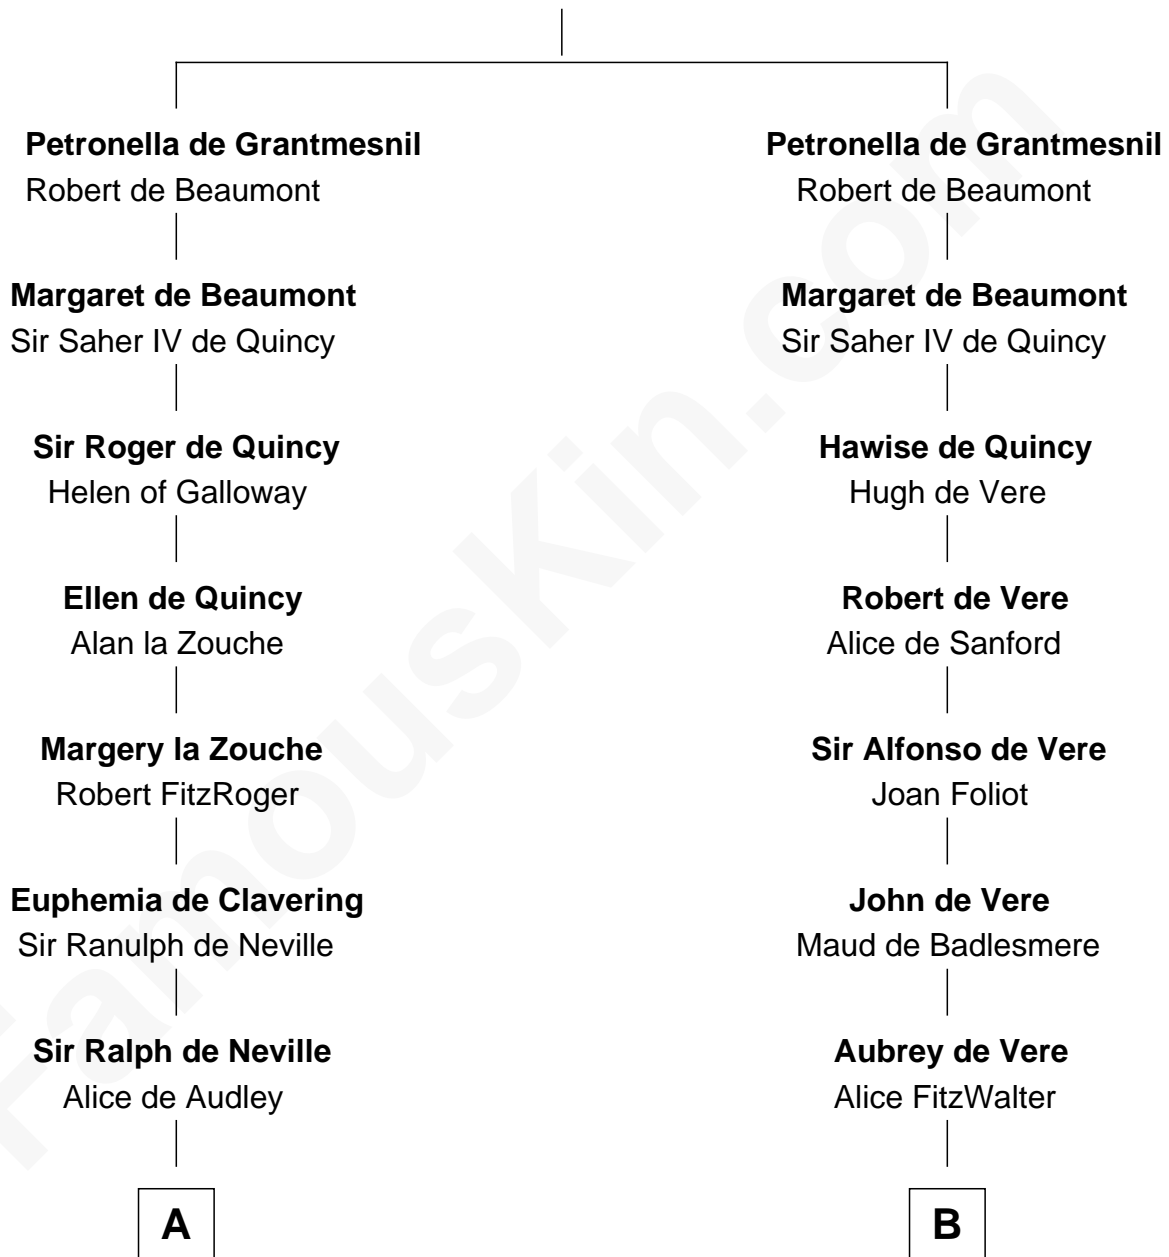 Petronella de Grantmesnil
Robert de Beaumont
Margaret de Beaumont
Sir Saher IV de Quincy
Sir Roger de Quincy
Helen of Galloway
Ellen de Quincy
Alan la Zouche
Margery la Zouche
Robert FitzRoger
Euphemia de Clavering
Sir Ranulph de Neville
Sir Ralph de Neville
Alice de Audley
A
Petronella de Grantmesnil
Robert de Beaumont
Margaret de Beaumont
Sir Saher IV de Quincy
Hawise de Quincy
Hugh de Vere
Robert de Vere
Alice de Sanford
Sir Alfonso de Vere
Joan Foliot
John de Vere
Maud de Badlesmere
Aubrey de Vere
Alice FitzWalter
B
FamousKin.com